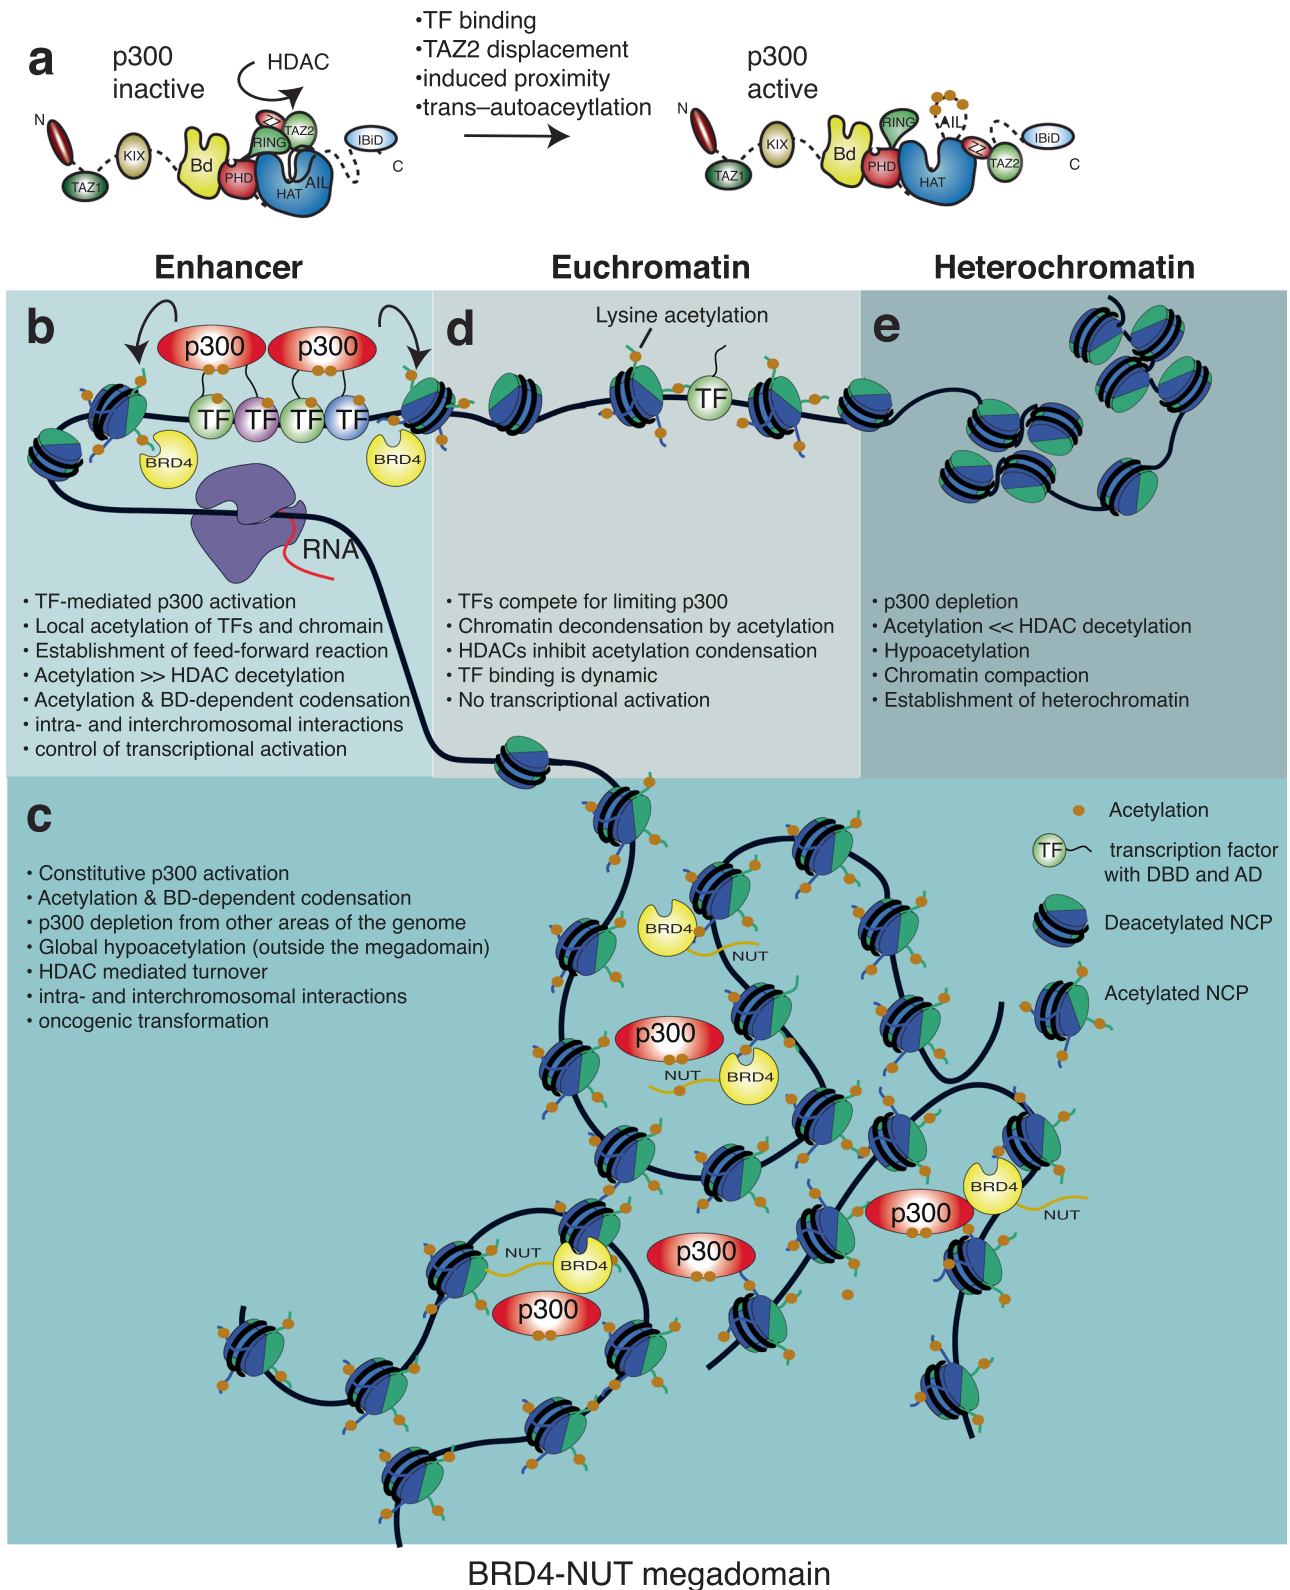 a
p300
inactive
HDAC
•TF binding
•TAZ2 displacement
•induced proximity
•trans–autoaceytlation
p300
active
N
TAZ1
KIX
Bd
PHD
RING
ZZ
TAZ2
HAT
AIL
IBiD
C
N
TAZ1
KIX
Bd
PHD
RING
HAT
AIL
ZZ
TAZ2
IBiD
C
Enhancer
Euchromatin
Heterochromatin
b
p300
p300
TF
TF
TF
TF
BRD4
BRD4
RNA
• TF-mediated p300 activation
• Local acetylation of TFs and chromain
• Establishment of feed-forward reaction
• Acetylation >> HDAC decetylation
• Acetylation & BD-dependent codensation
• intra- and interchromosomal interactions
• control of transcriptional activation
d
Lysine acetylation
TF
• TFs compete for limiting p300
• Chromatin decondensation by acetylation
• HDACs inhibit acetylation condensation
• TF binding is dynamic
• No transcriptional activation
e
• p300 depletion
• Acetylation << HDAC decetylation
• Hypoacetylation
• Chromatin compaction
• Establishment of heterochromatin
c
• Constitutive p300 activation
• Acetylation & BD-dependent codensation
• p300 depletion from other areas of the genome
• Global hypoacetylation (outside the megadomain)
• HDAC mediated turnover
• intra- and interchromosomal interactions
• oncogenic transformation
Acetylation
TF
transcription factor
with DBD and AD
Deacetylated NCP
Acetylated NCP
BRD4
NUT
p300
NUT
BRD4
BRD4
p300
NUT
NUT
BRD4
p300
p300
BRD4-NUT megadomain